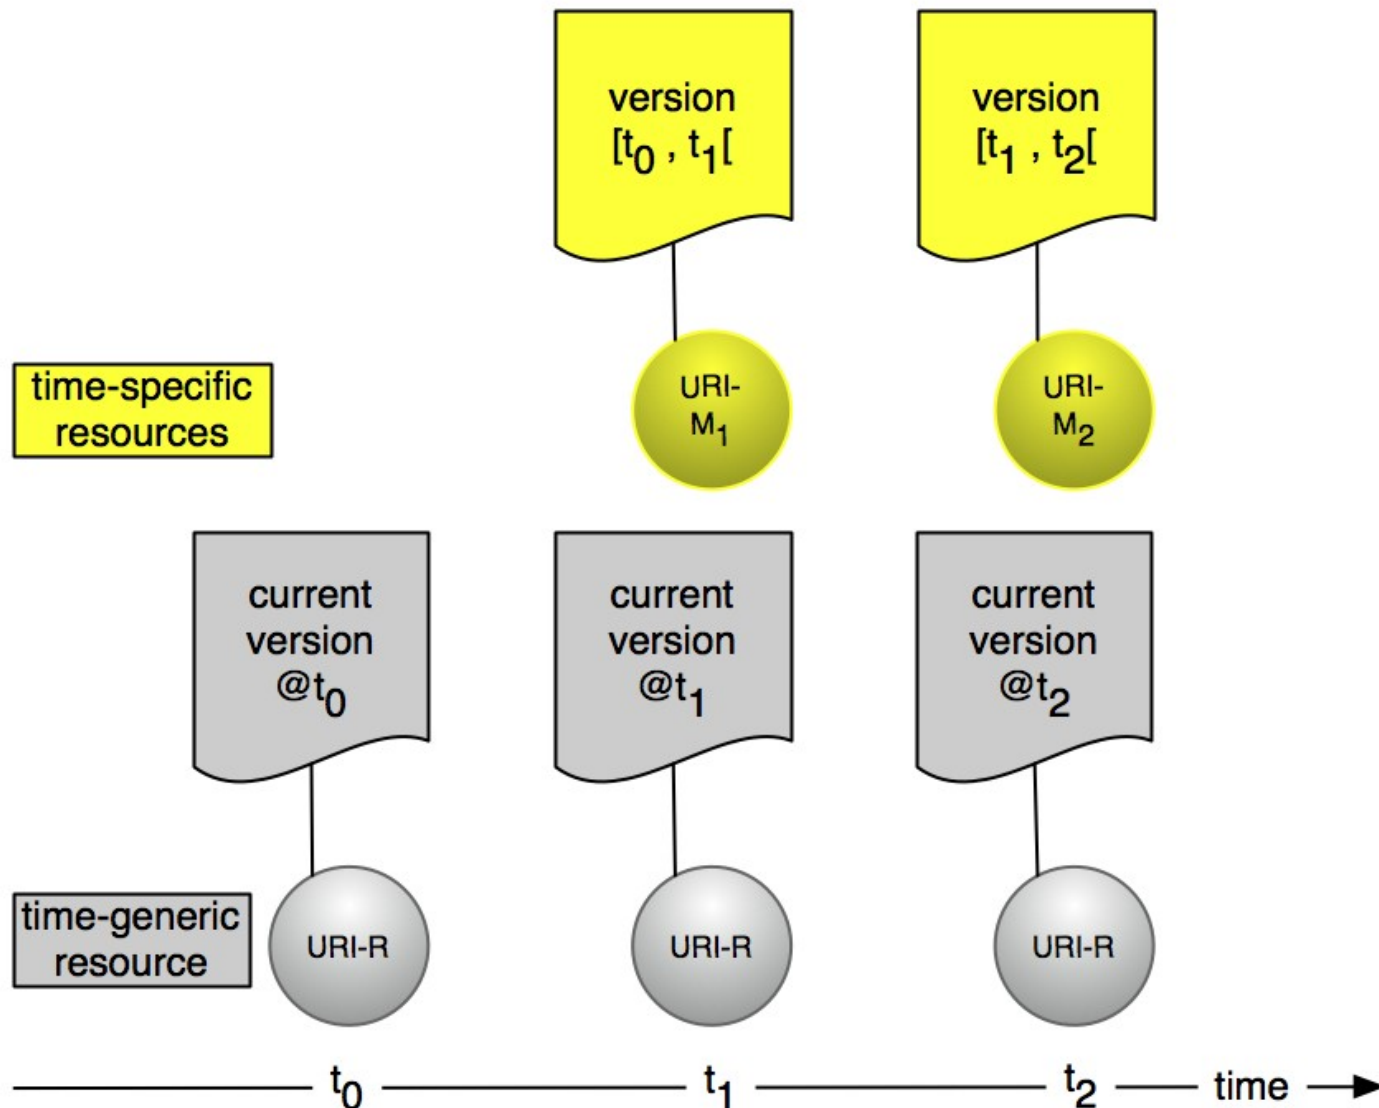 version
[t0 , t1[
version
[t1 , t2[
time-specific
resources
URI-
M1
URI-
M2
current
version
@t0
current
version
@t1
current
version
@t2
time-generic
resource
URI-R
URI-R
URI-R
t0
t1
t2
time